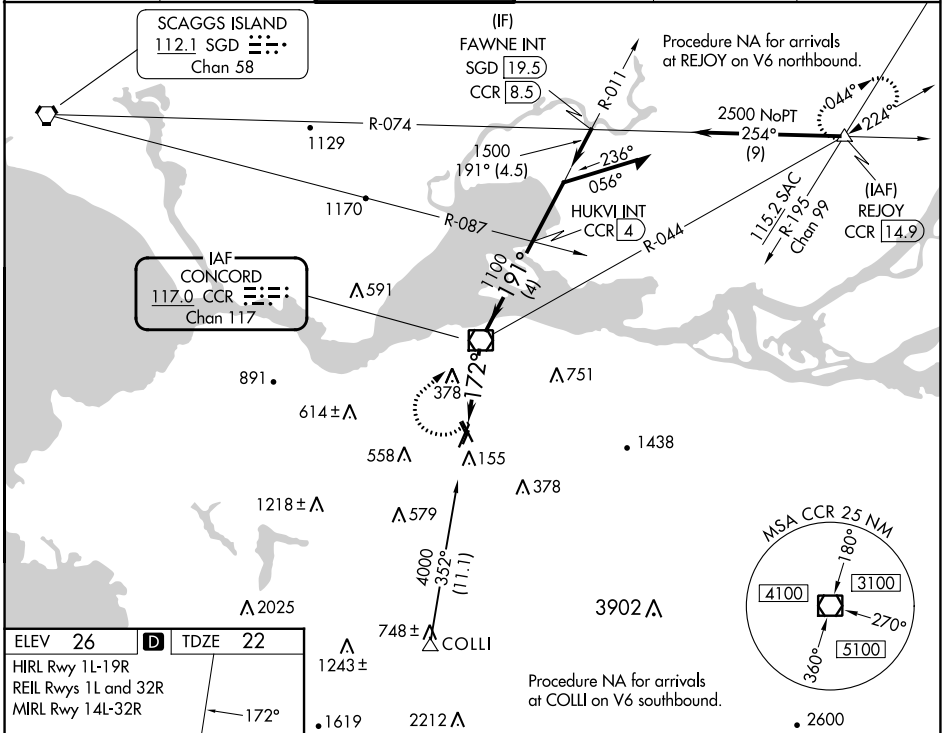 SCAGGS ISLAND
112.1 SGD
Chan 58
(IF)
FAWNE INT
SGD 19.5
CCR 8.5
R-011
Procedure NA for arrivals
at REJOY on V6 northbound.
044°
224°
R-074
1129
2500 NoPT
254°
(9)
1500
191° (4.5)
236°
056°
1170
R-087
HUKVI INT
CCR 4
R-044
115.2 SAC
R-195
Chan 99
(IAF)
REJOY
CCR 14.9
IAF
CONCORD
117.0 CCR
Chan 117
591
1100
191°
(4)
172°
891
378
751
614±
558
155
1438
378
1218±
579
4000
352°
(11.1)
MSA CCR 25 NM
180°
4100
3100
270°
360°
5100
2025
3902
748±
COLLI
1243±
ELEV 26 D TDZE 22
HIRL Rwy 1L-19R
REIL Rwys 1L and 32R
MIRL Rwy 14L-32R
172°
Procedure NA for arrivals
at COLLI on V6 southbound.
1619
2212
2600